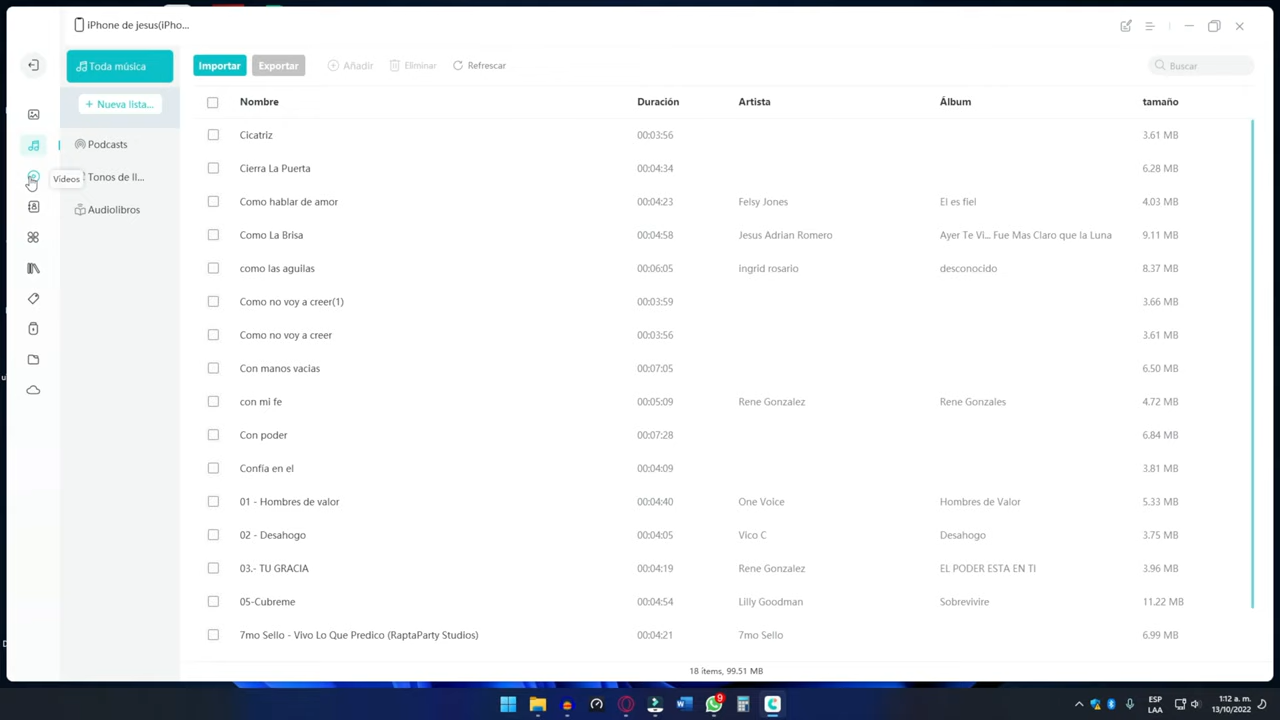 iPhone de jesus(iPho...
Toda música
Importar
Exportar
Añadir
Eliminar
Refrescar
Buscar
+ Nueva lista...
Podcasts
Vídeos
Tonos de ll...
Audiolibros
Nombre Duración Artista Álbum tamaño
Cicatriz 00:03:56 3.61 MB
Cierra La Puerta 00:04:34 6.28 MB
Como hablar de amor 00:04:23 Felsy Jones El es fiel 4.03 MB
Como La Brisa 00:04:58 Jesus Adrian Romero Ayer Te Vi... Fue Mas Claro que la Luna 9.11 MB
como las aguilas 00:06:05 ingrid rosario desconocido 8.37 MB
Como no voy a creer(1) 00:03:59 3.66 MB
Como no voy a creer 00:03:56 3.61 MB
Con manos vacias 00:07:05 6.50 MB
con mi fe 00:05:09 Rene Gonzalez Rene Gonzales 4.72 MB
Con poder 00:07:28 6.84 MB
Confía en el 00:04:09 3.81 MB
01 - Hombres de valor 00:04:40 One Voice Hombres de Valor 5.33 MB
02 - Desahogo 00:04:05 Vico C Desahogo 3.75 MB
03.- TU GRACIA 00:04:19 Rene Gonzalez EL PODER ESTA EN TI 3.96 MB
05-Cubreme 00:04:54 Lilly Goodman Sobrevivire 11.22 MB
7mo Sello - Vivo Lo Que Predico (RaptaParty Studios) 00:04:21 7mo Sello 6.99 MB
18 ítems, 99.51 MB
9
ESP
LAA
1:12 a. m.
13/10/2022